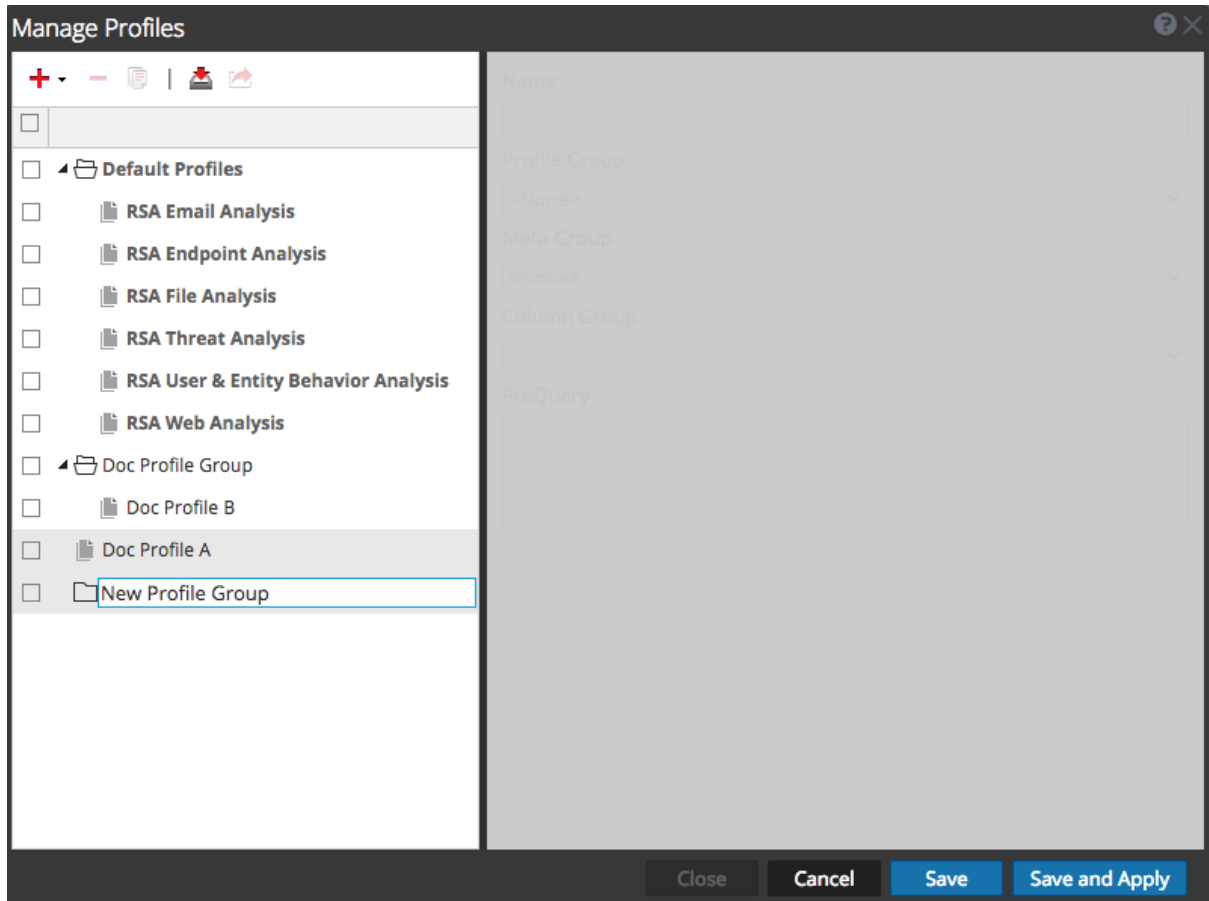 Manage Profiles
Default Profiles
RSA Email Analysis
RSA Endpoint Analysis
RSA File Analysis
RSA Threat Analysis
RSA User & Entity Behavior Analysis
RSA Web Analysis
Doc Profile Group
Doc Profile B
Doc Profile A
New Profile Group
Name
Profile Group
<None>
Meta Group
<None>
Column Group
PreQuery
Close Cancel Save Save and Apply